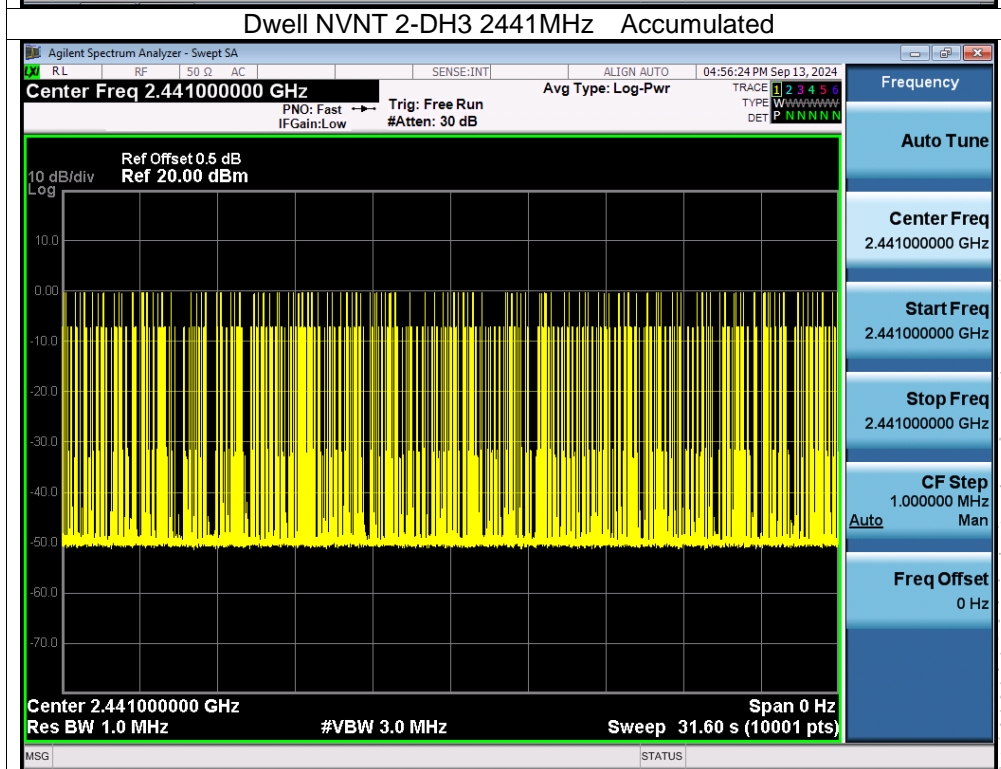 Dwell NVNT 2-DH3 2441MHz Accumulated
Agilent Spectrum Analyzer - Swept SA
LXI RL RF 50 Ω AC SENSE:INT ALIGN AUTO 04:56:24 PM Sep 13, 2024
Center Freq 2.441000000 GHz
PNO: Fast
IFGain:Low
Trig: Free Run
#Atten: 30 dB
Avg Type: Log-Pwr
TRACE 1 2 3 4 5 6
TYPE WWWWWWW
DET P N N N N N
Frequency
Auto Tune
Center Freq
2.441000000 GHz
Start Freq
2.441000000 GHz
Stop Freq
2.441000000 GHz
CF Step
1.000000 MHz
Auto Man
Freq Offset
0 Hz
Ref Offset 0.5 dB
10 dB/div Ref 20.00 dBm
Log
10.0
0.00
-10.0
-20.0
-30.0
-40.0
-50.0
-60.0
-70.0
Center 2.441000000 GHz Span 0 Hz
Res BW 1.0 MHz #VBW 3.0 MHz Sweep 31.60 s (10001 pts)
MSG STATUS